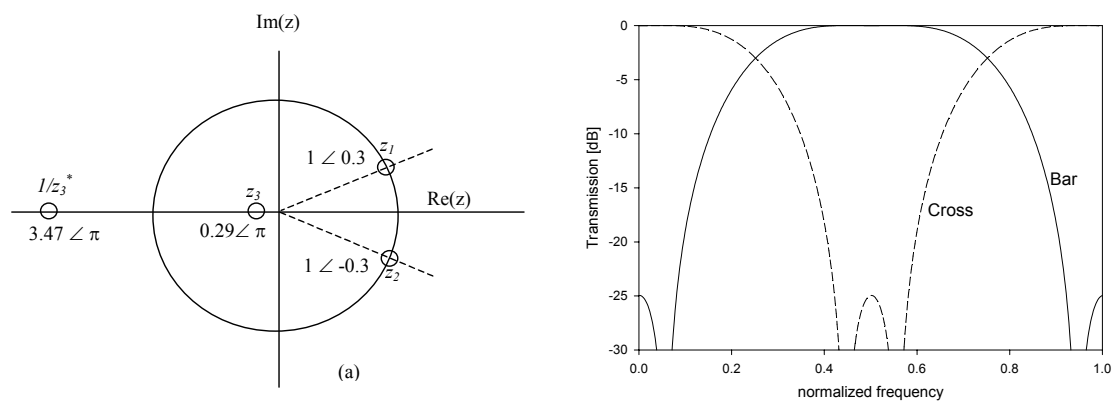 Im(z)
z1
1 ∠ 0.3
1/z3*
z3
Re(z)
3.47 ∠ π
0.29∠ π
1 ∠ -0.3
z2
(a)
Transmission [dB]
0
-5
-10
-15
-20
-25
-30
Bar
Cross
0.0
0.2
0.4
0.6
0.8
1.0
normalized frequency